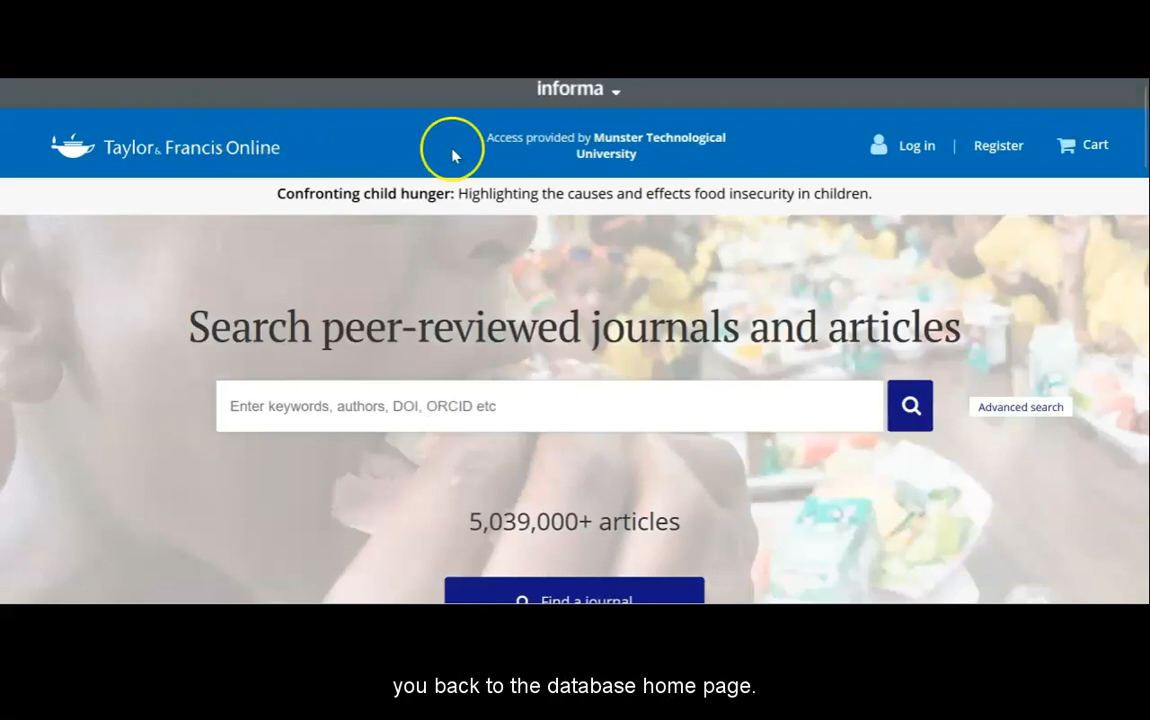 informa
Taylor & Francis Online
Access provided by Munster Technological
University
Log in | Register
Cart
Confronting child hunger: Highlighting the causes and effects food insecurity in children.
Search peer-reviewed journals and articles
Enter keywords, authors, DOI, ORCID etc
Advanced search
5,039,000+ articles
Find a journal
you back to the database home page.